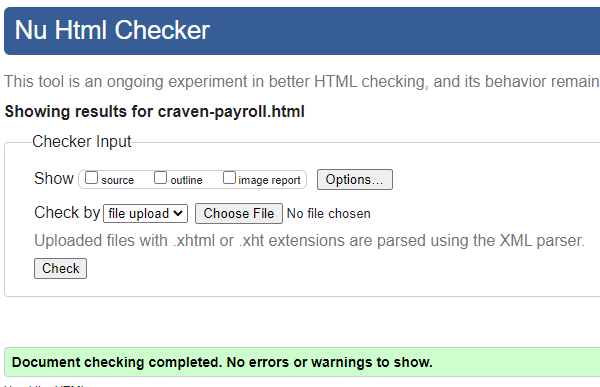 Nu Html Checker
This tool is an ongoing experiment in better HTML checking, and its behavior remain
Showing results for craven-payroll.html
Checker Input
Show source outline image report Options...
Check by file upload Choose File No file chosen
Uploaded files with .xhtml or .xht extensions are parsed using the XML parser.
Check
Document checking completed. No errors or warnings to show.